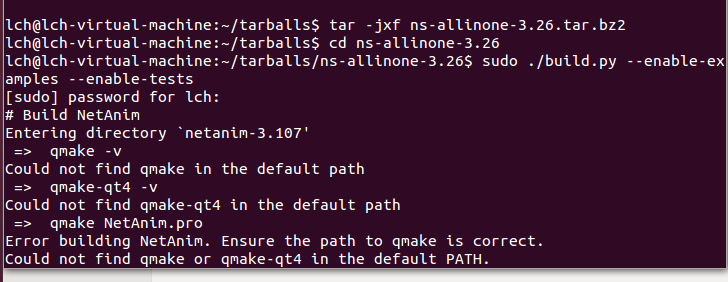 lch@lch-virtual-machine:~/tarballs$ tar -jxf ns-allinone-3.26.tar.bz2
lch@lch-virtual-machine:~/tarballs$ cd ns-allinone-3.26
lch@lch-virtual-machine:~/tarballs/ns-allinone-3.26$ sudo ./build.py --enable-ex
amples --enable-tests
[sudo] password for lch:
# Build NetAnim
Entering directory `netanim-3.107'
 =>  qmake -v
Could not find qmake in the default path
 =>  qmake-qt4 -v
Could not find qmake-qt4 in the default path
 =>  qmake NetAnim.pro
Error building NetAnim. Ensure the path to qmake is correct.
Could not find qmake or qmake-qt4 in the default PATH.